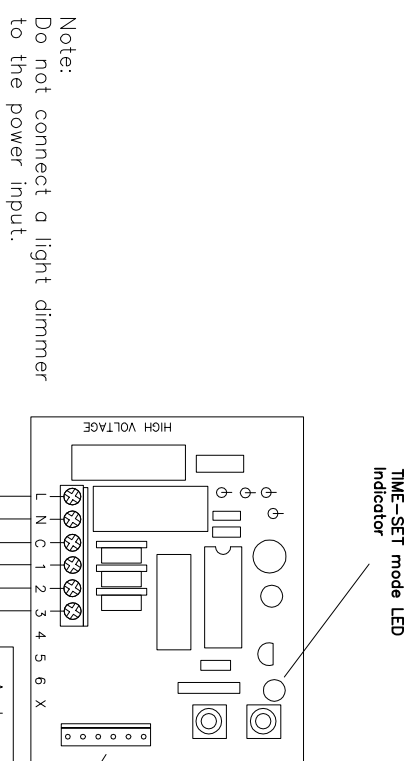 Note:
Do not connect a light dimmer
to the power input.
TIME-SET mode LED
Indicator
HIGH VOLTAGE
L N C 1 2 3 4 5 6 X